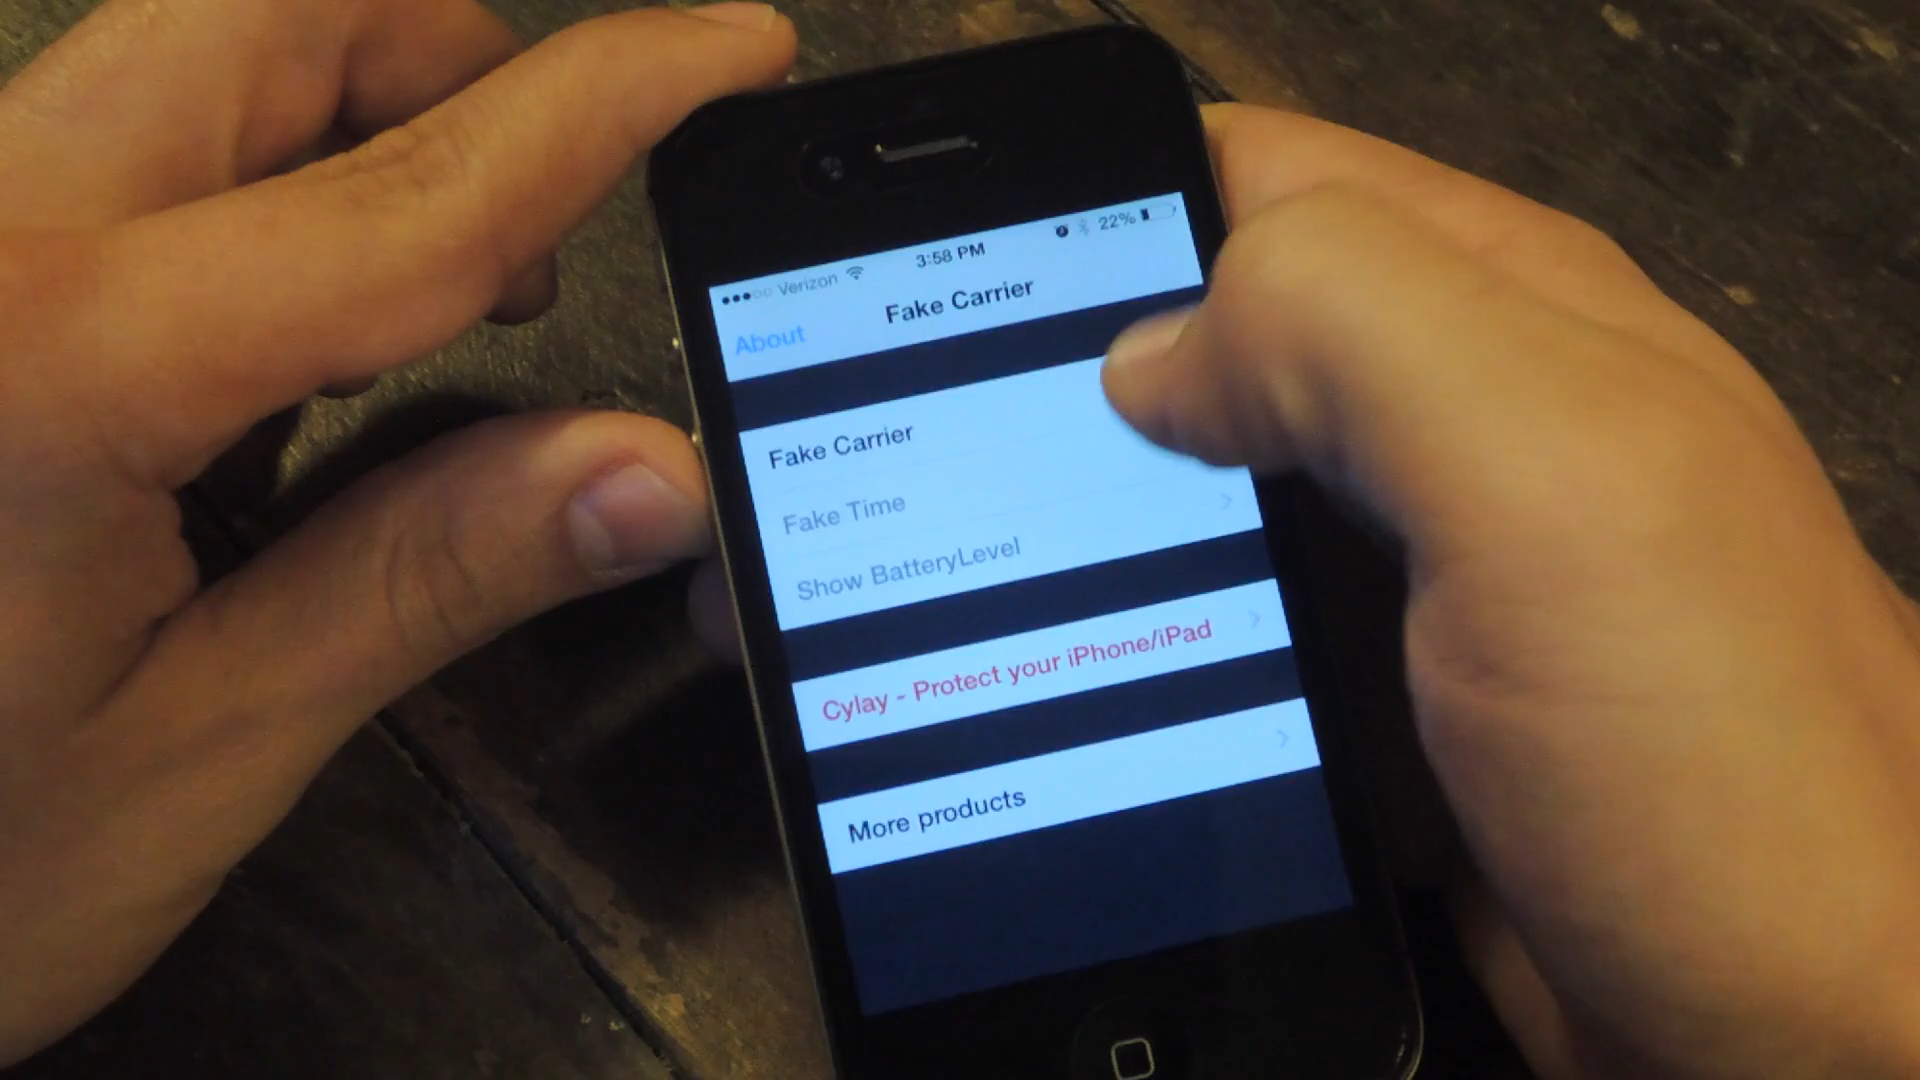 Verizon 3:58 PM 22%
About Fake Carrier
Fake Carrier
Fake Time
Show BatteryLevel
Cylay - Protect your iPhone/iPad
More products